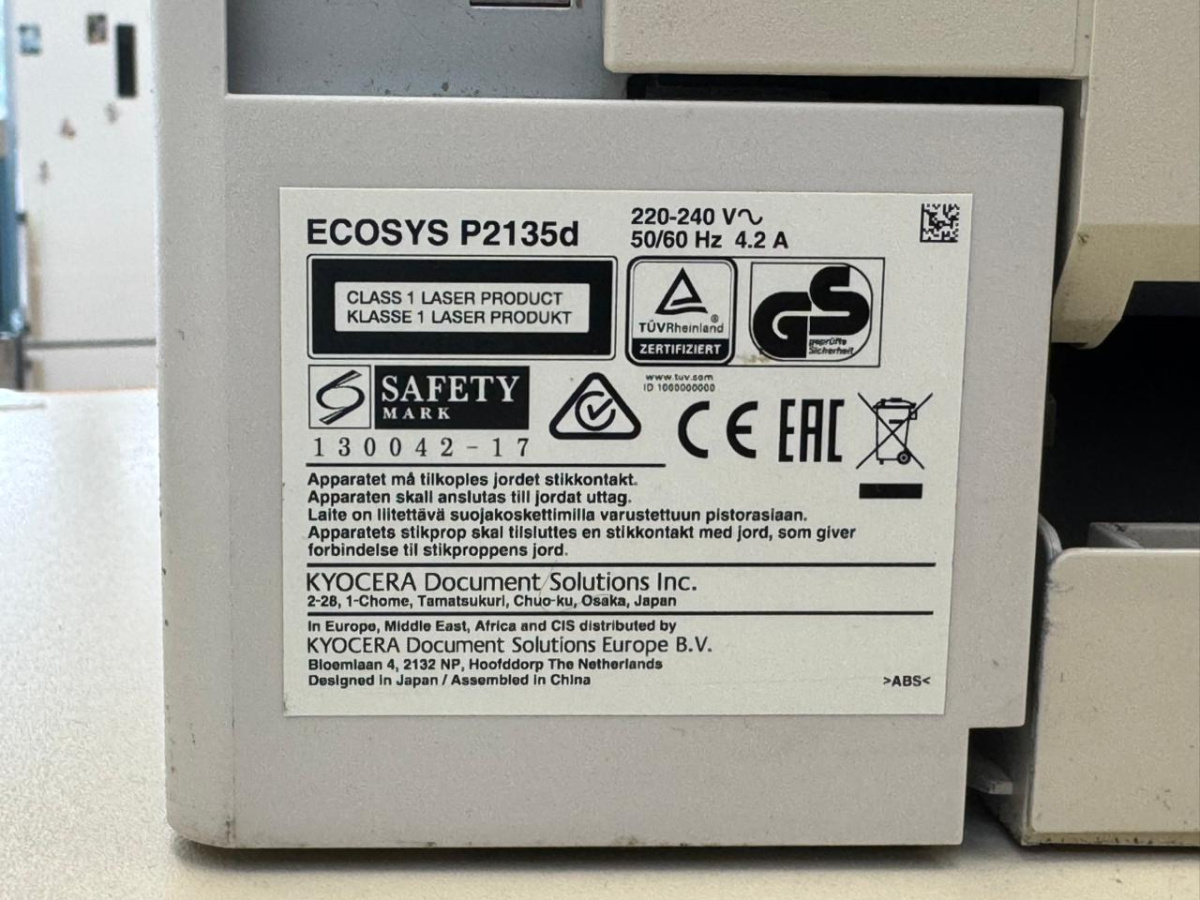 ECOSYS P2135d
220-240 V～
50/60 Hz 4.2 A
CLASS 1 LASER PRODUCT
KLASSE 1 LASER PRODUKT
TÜVRheinland®
ZERTIFIZIERT
GS
geprüfte
Sicherheit
www.tuv.com
ID 1000000000
S
SAFETY
MARK
130042-17
CE
EAC
Apparatet må tilkoples jordet stikkontakt.
Apparaten skall anslutas till jordat uttag.
Laite on liitettävä suojakoskettimilla varustettuun pistorasiaan.
Apparatets stikprop skal tilsluttes en stikkontakt med jord, som giver
forbindelse til stikproppens jord.
KYOCERA Document Solutions Inc.
2-28, 1-Chome, Tamatsukuri, Chuo-ku, Osaka, Japan
In Europe, Middle East, Africa and CIS distributed by
KYOCERA Document Solutions Europe B.V.
Bloemlaan 4, 2132 NP, Hoofddorp The Netherlands
Designed in Japan / Assembled in China
>ABS<